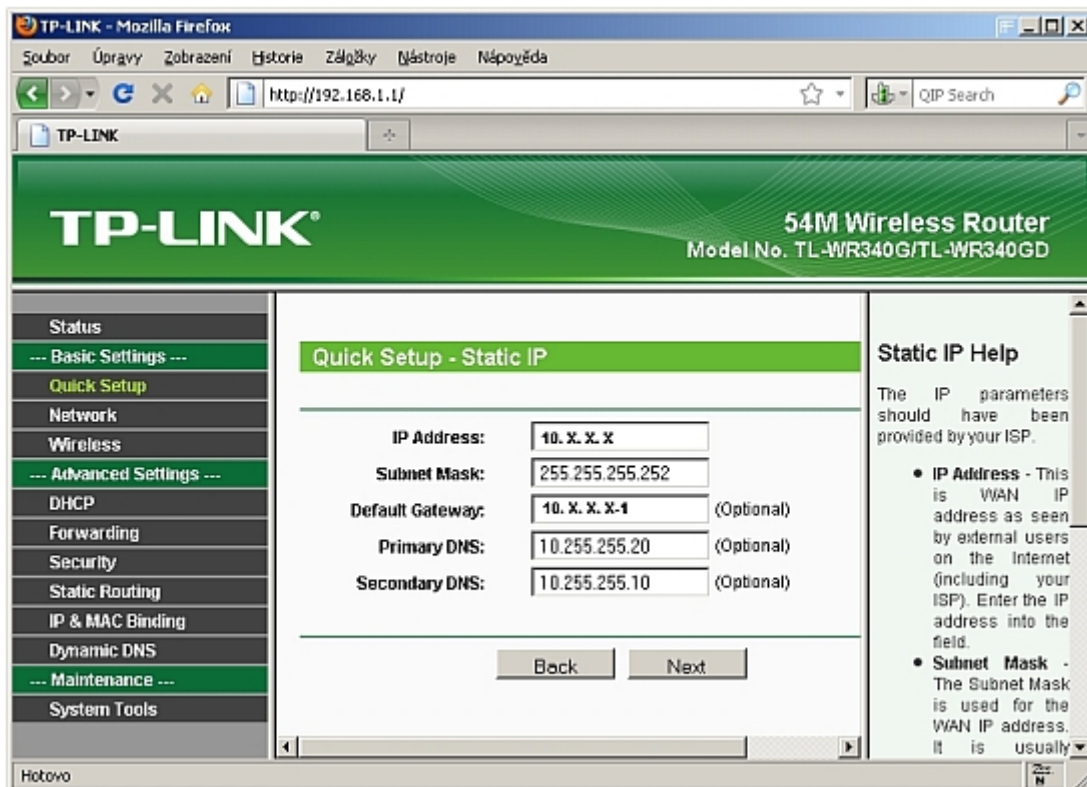 TP-LINK - Mozilla Firefox
Soubor Úpravy Zobrazení Historie Záložky Nástroje Nápověda
http://192.168.1.1/
QIP Search
TP-LINK
TP-LINK®
54M Wireless Router
Model No. TL-WR340G/TL-WR340GD
Status
--- Basic Settings ---
Quick Setup
Network
Wireless
--- Advanced Settings ---
DHCP
Forwarding
Security
Static Routing
IP & MAC Binding
Dynamic DNS
--- Maintenance ---
System Tools
Quick Setup - Static IP
IP Address: 10. X. X. X
Subnet Mask: 255.255.255.252
Default Gateway: 10. X. X. X-1 (Optional)
Primary DNS: 10.255.255.20 (Optional)
Secondary DNS: 10.255.255.10 (Optional)
Back Next
Static IP Help
The IP parameters
should have been
provided by your ISP.
• IP Address - This
is WAN IP
address as seen
by external users
on the Internet
(including your
ISP). Enter the IP
address into the
field.
• Subnet Mask -
The Subnet Mask
is used for the
WAN IP address.
It is usually
Hotovo